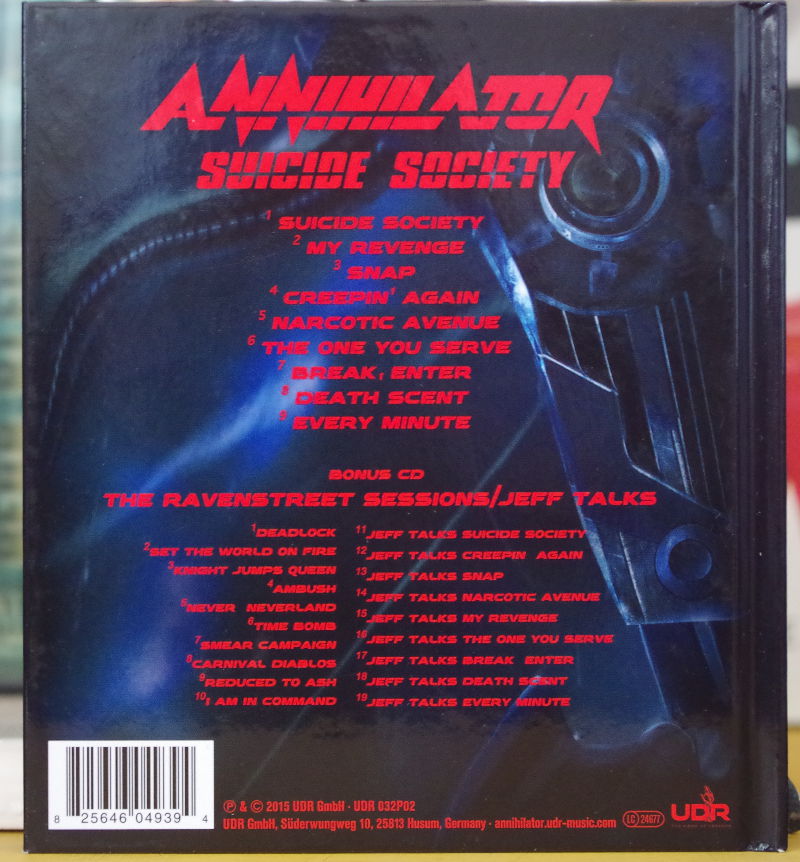 ANNIHILATOR
SUICIDE SOCIETY
1 SUICIDE SOCIETY
2 MY REVENGE
3 SNAP
4 CREEPIN' AGAIN
5 NARCOTIC AVENUE
6 THE ONE YOU SERVE
7 BREAK, ENTER
8 DEATH SCENT
9 EVERY MINUTE
BONUS CD
THE RAVENSTREET SESSIONS/JEFF TALKS
1 DEADLOCK
2 SET THE WORLD ON FIRE
3 KNIGHT JUMPS QUEEN
4 AMBUSH
5 NEVER NEVERLAND
6 TIME BOMB
7 SMEAR CAMPAIGN
8 CARNIVAL DIABLOS
9 REDUCED TO ASH
10 I AM IN COMMAND
11 JEFF TALKS SUICIDE SOCIETY
12 JEFF TALKS CREEPIN AGAIN
13 JEFF TALKS SNAP
14 JEFF TALKS NARCOTIC AVENUE
15 JEFF TALKS MY REVENGE
16 JEFF TALKS THE ONE YOU SERVE
17 JEFF TALKS BREAK ENTER
18 JEFF TALKS DEATH SCENT
19 JEFF TALKS EVERY MINUTE
8 25646 04939 4
℗ & © 2015 UDR GmbH · UDR 032P02
UDR GmbH, Süderwungweg 10, 25813 Husum, Germany · annihilator.udr-music.com
LC 24677
UDR